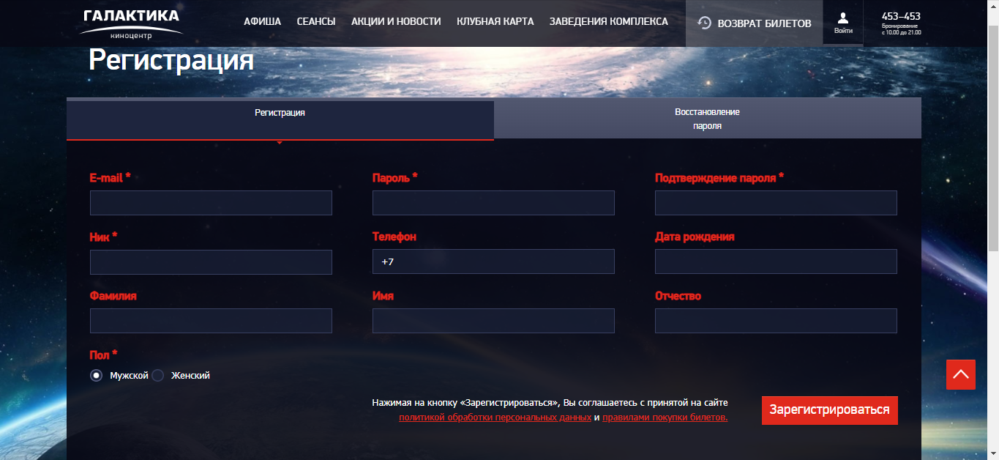 ГАЛАКТИКА
киноцентр
АФИША
СЕАНСЫ
АКЦИИ И НОВОСТИ
КЛУБНАЯ КАРТА
ЗАВЕДЕНИЯ КОМПЛЕКСА
ВОЗВРАТ БИЛЕТОВ
Войти
453–453
Бронирование
с 10.00 до 21.00
Регистрация
Регистрация
Восстановление
пароля
E-mail *
Пароль *
Подтверждение пароля *
Ник *
Телефон
Дата рождения
+7
Фамилия
Имя
Отчество
Пол *
Мужской
Женский
Нажимая на кнопку «Зарегистрироваться», Вы соглашаетесь с принятой на сайте
политикой обработки персональных данных и правилами покупки билетов.
Зарегистрироваться